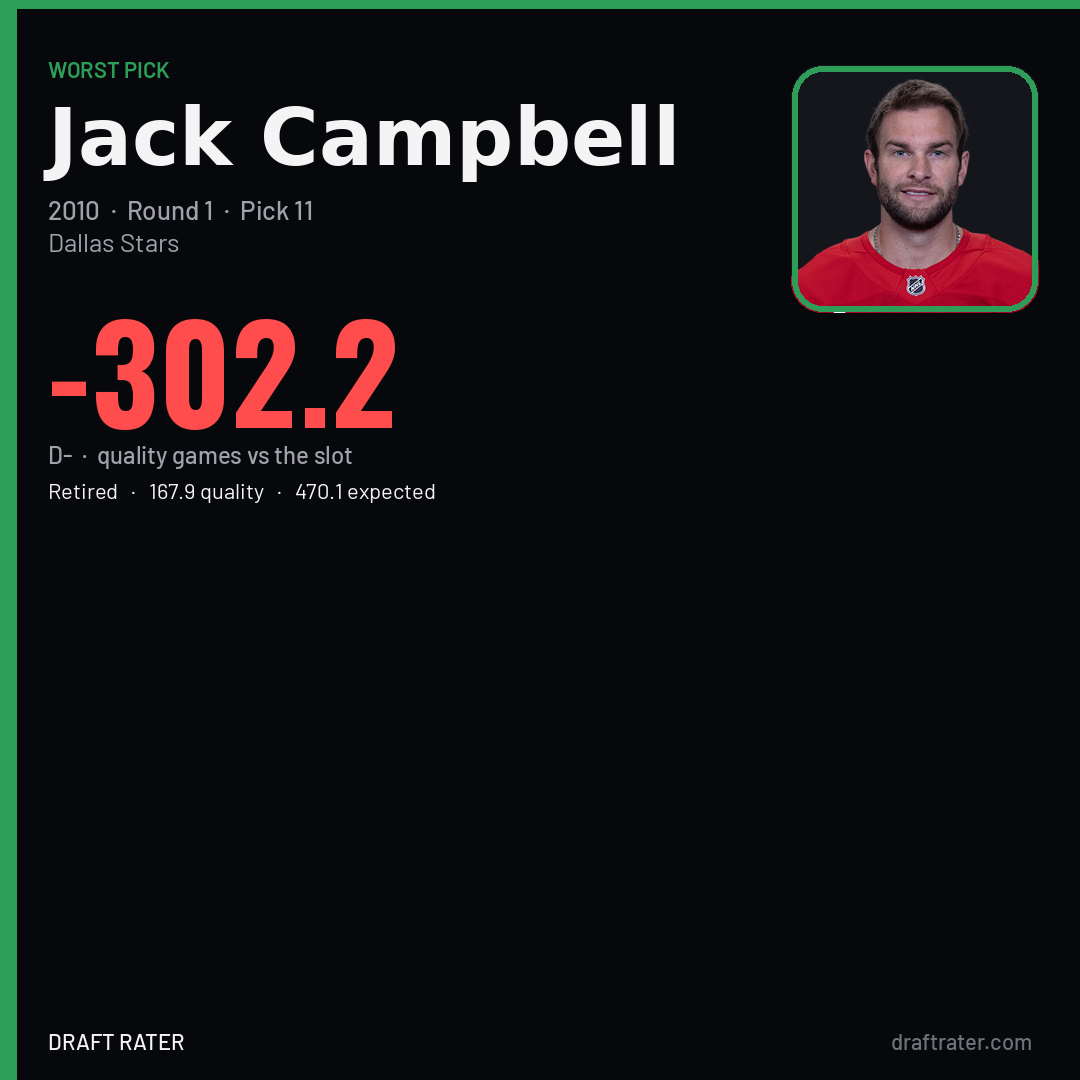 WORST PICK
Jack Campbell
2010 · Round 1 · Pick 11
Dallas Stars
-302.2
D- · quality games vs the slot
Retired · 167.9 quality · 470.1 expected
DRAFT RATER
draftrater.com